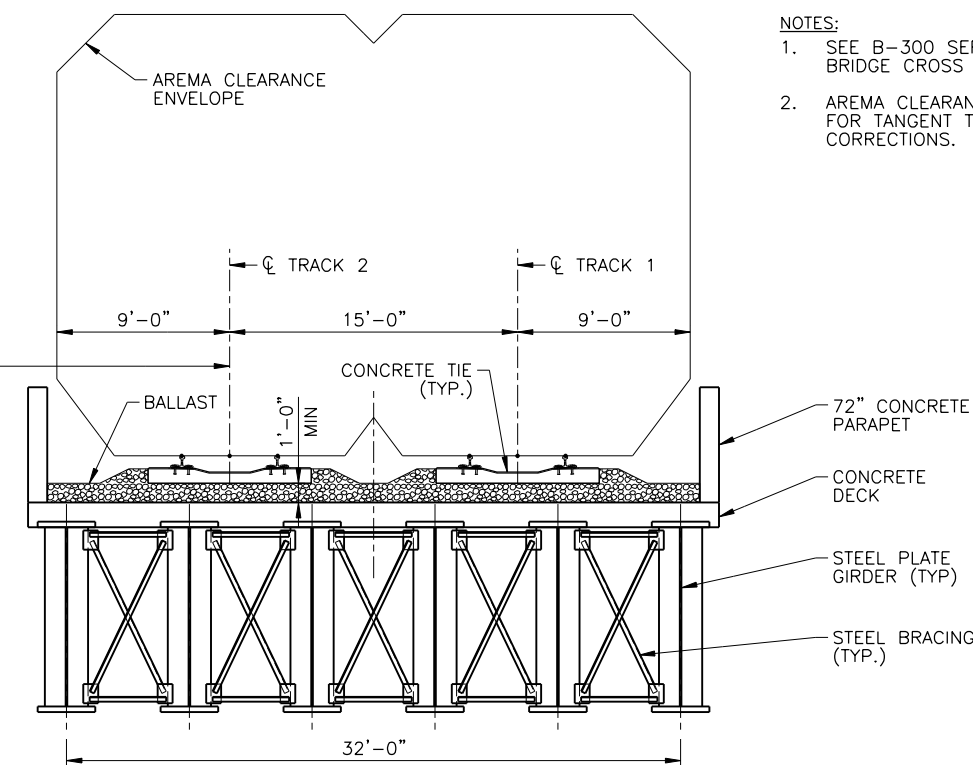 NOTES:
1. SEE B-300 SE
BRIDGE CROSS
2. AREMA CLEARAN
FOR TANGENT T
CORRECTIONS.
AREMA CLEARANCE
ENVELOPE
℄ TRACK 2
℄ TRACK 1
9'-0"
15'-0"
9'-0"
CONCRETE TIE
(TYP.)
BALLAST
1'-0"
MIN
72" CONCRETE
PARAPET
CONCRETE
DECK
STEEL PLATE
GIRDER (TYP)
STEEL BRACING
(TYP.)
32'-0"